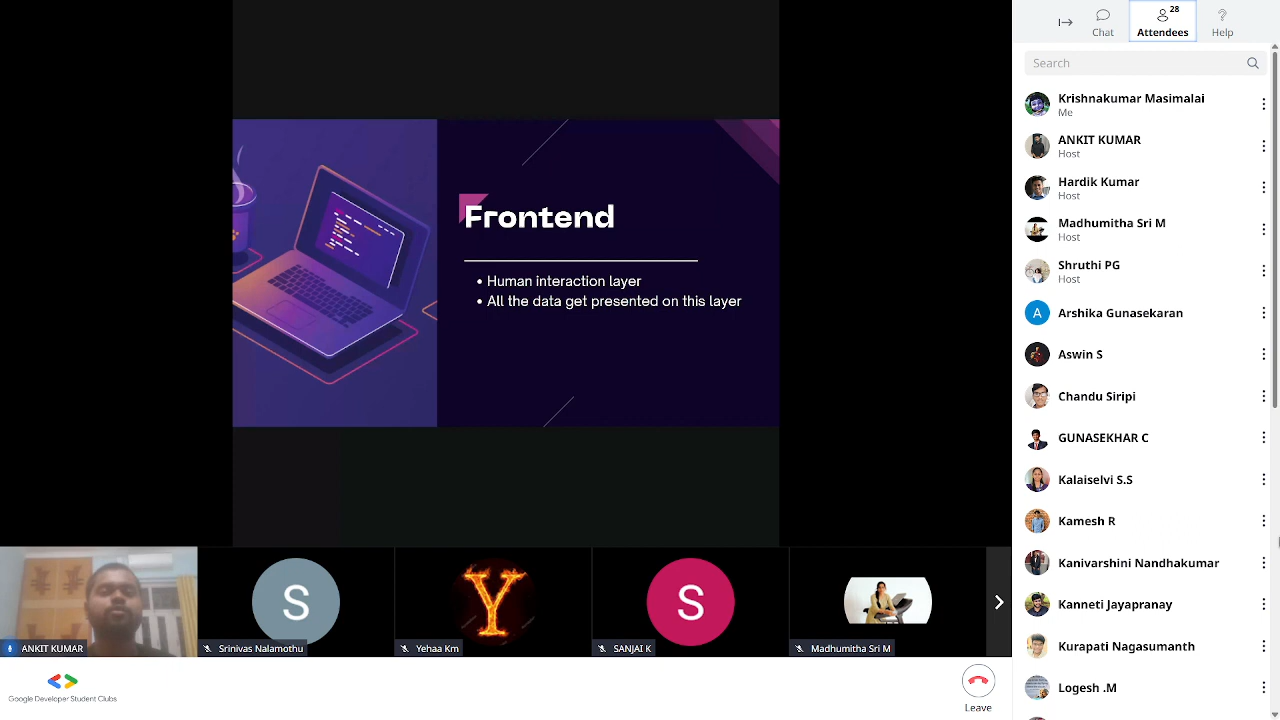 28
Chat
Attendees
Help
Search
Krishnakumar Masimalai
Me
ANKIT KUMAR
Host
Hardik Kumar
Host
Madhumitha Sri M
Host
Shruthi PG
Host
A
Arshika Gunasekaran
Aswin S
Chandu Siripi
GUNASEKHAR C
Kalaiselvi S.S
Kamesh R
Kanivarshini Nandhakumar
Kanneti Jayapranay
Kurapati Nagasumanth
Logesh .M
Frontend
• Human interaction layer
• All the data get presented on this layer
S
Y
S
ANKIT KUMAR
Srinivas Nalamothu
Yehaa Km
SANJAI K
Madhumitha Sri M
Google Developer Student Clubs
Leave